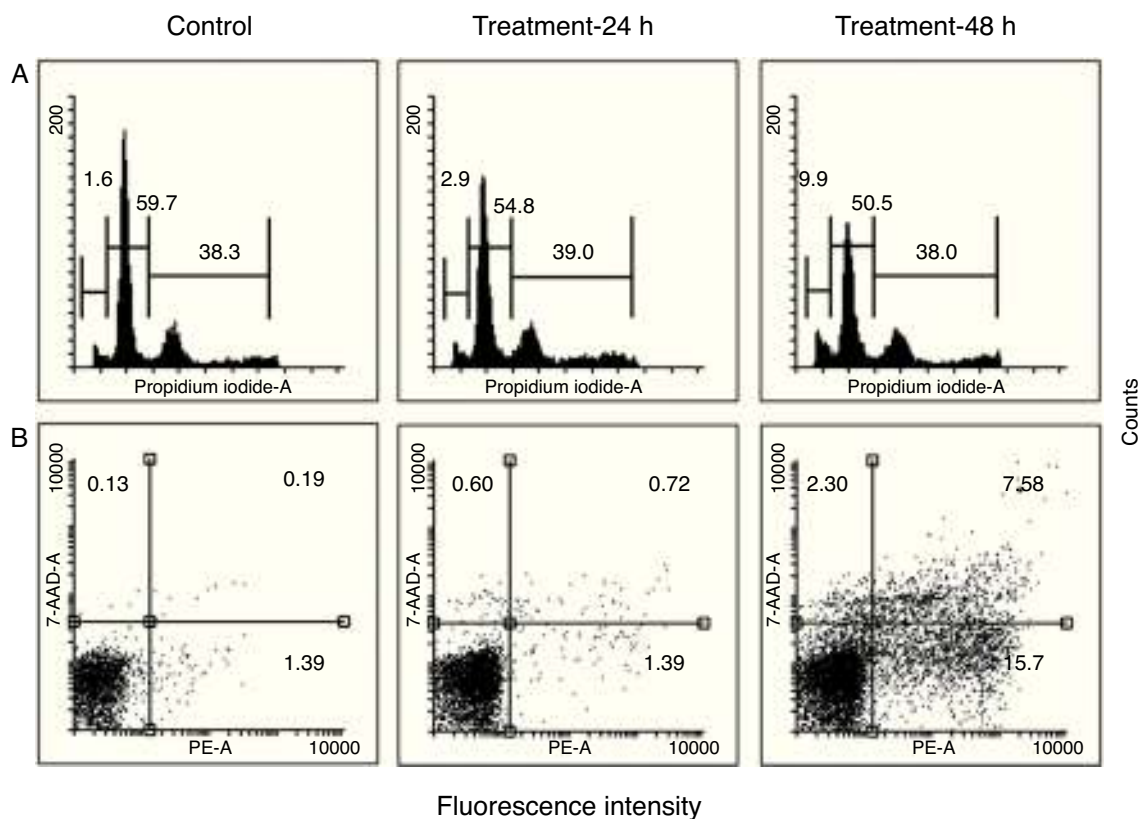 Control
Treatment-24 h
Treatment-48 h
A
200
1.6
59.7
38.3
Propidium iodide-A
200
2.9
54.8
39.0
Propidium iodide-A
200
9.9
50.5
38.0
Propidium iodide-A
Counts
B
10000
7-AAD-A
0.13
0.19
1.39
PE-A
10000
10000
7-AAD-A
0.60
0.72
1.39
PE-A
10000
10000
7-AAD-A
2.30
7.58
15.7
PE-A
10000
Fluorescence intensity